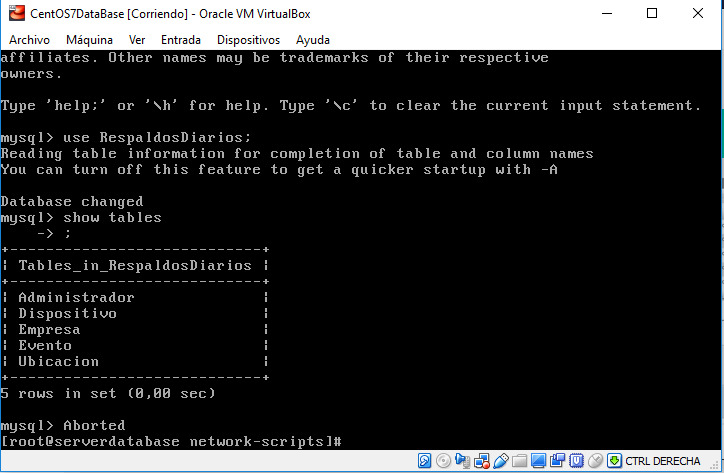 CentOS7DataBase [Corriendo] - Oracle VM VirtualBox
Archivo Máquina Ver Entrada Dispositivos Ayuda
affiliates. Other names may be trademarks of their respective
owners.
Type 'help;' or '\h' for help. Type '\c' to clear the current input statement.
mysql> use RespaldosDiarios;
Reading table information for completion of table and column names
You can turn off this feature to get a quicker startup with -A
Database changed
mysql> show tables
    -> ;
+----------------------------+
¦ Tables_in_RespaldosDiarios ¦
+----------------------------+
¦ Administrador              ¦
¦ Dispositivo                ¦
¦ Empresa                    ¦
¦ Evento                     ¦
¦ Ubicacion                  ¦
+----------------------------+
5 rows in set (0,00 sec)
mysql> Aborted
[root@serverdatabase network-scripts]#
CTRL DERECHA